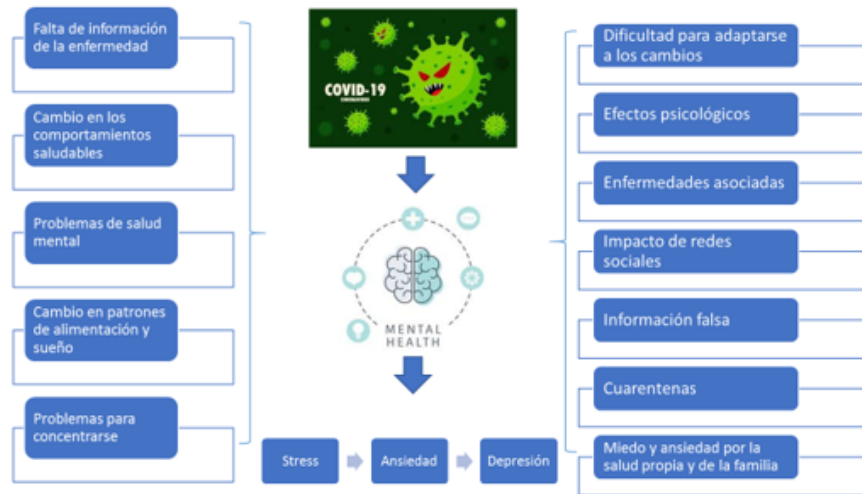 Falta de información
de la enfermedad
Cambio en los
comportamientos
saludables
Problemas de salud
mental
Cambio en patrones
de alimentación y
sueño
Problemas para
concentrarse
COVID-19
CORONAVIRUS
MENTAL
HEALTH
Stress
Ansiedad
Depresión
Dificultad para adaptarse
a los cambios
Efectos psicológicos
Enfermedades asociadas
Impacto de redes
sociales
Información falsa
Cuarentenas
Miedo y ansiedad por la
salud propia y de la familia